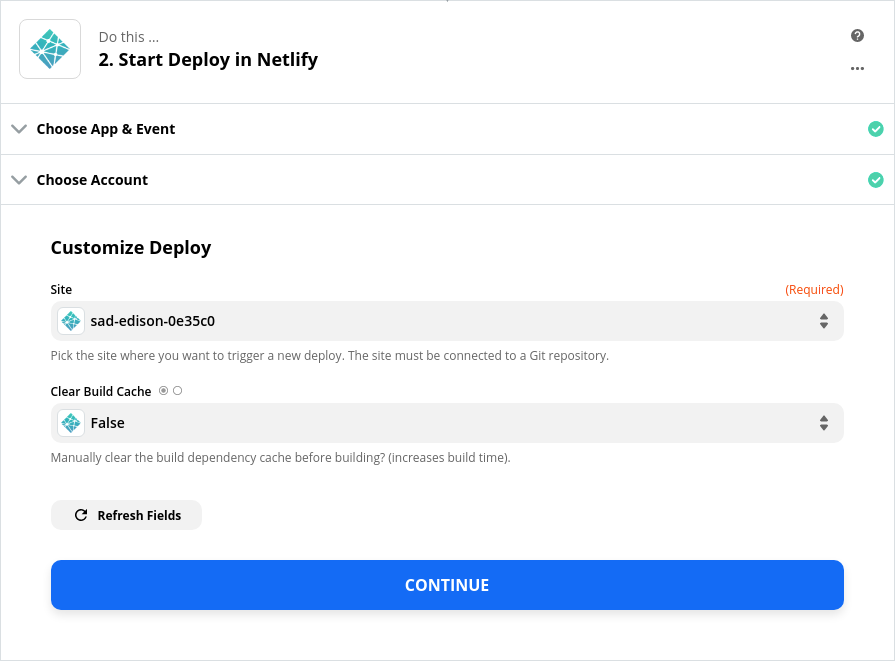 Do this ...
2. Start Deploy in Netlify
Choose App & Event
Choose Account
Customize Deploy
Site
(Required)
sad-edison-0e35c0
Pick the site where you want to trigger a new deploy. The site must be connected to a Git repository.
Clear Build Cache
False
Manually clear the build dependency cache before building? (increases build time).
Refresh Fields
CONTINUE